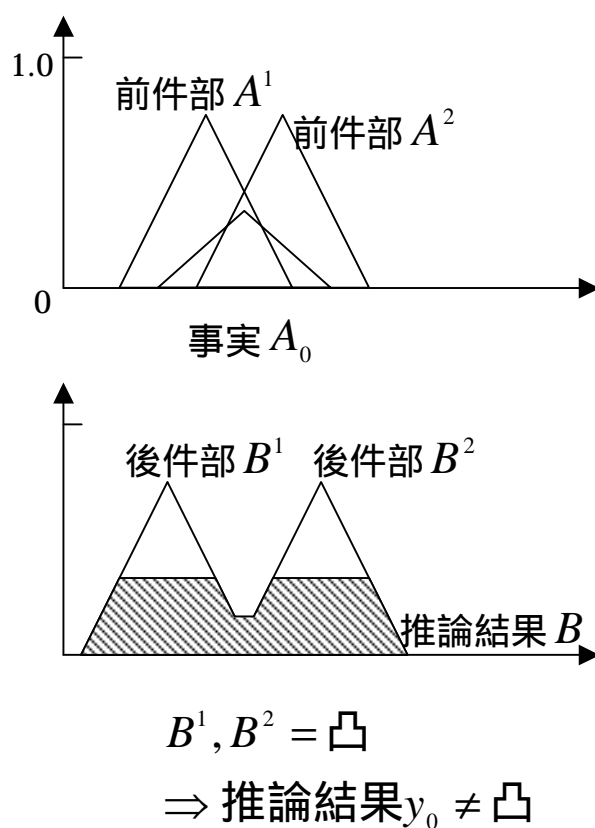 1.0
前件部 A¹
前件部 A²
0
事実 A₀
後件部 B¹ 後件部 B²
推論結果 B
B¹, B² = 凸
⇒ 推論結果y₀ ≠ 凸